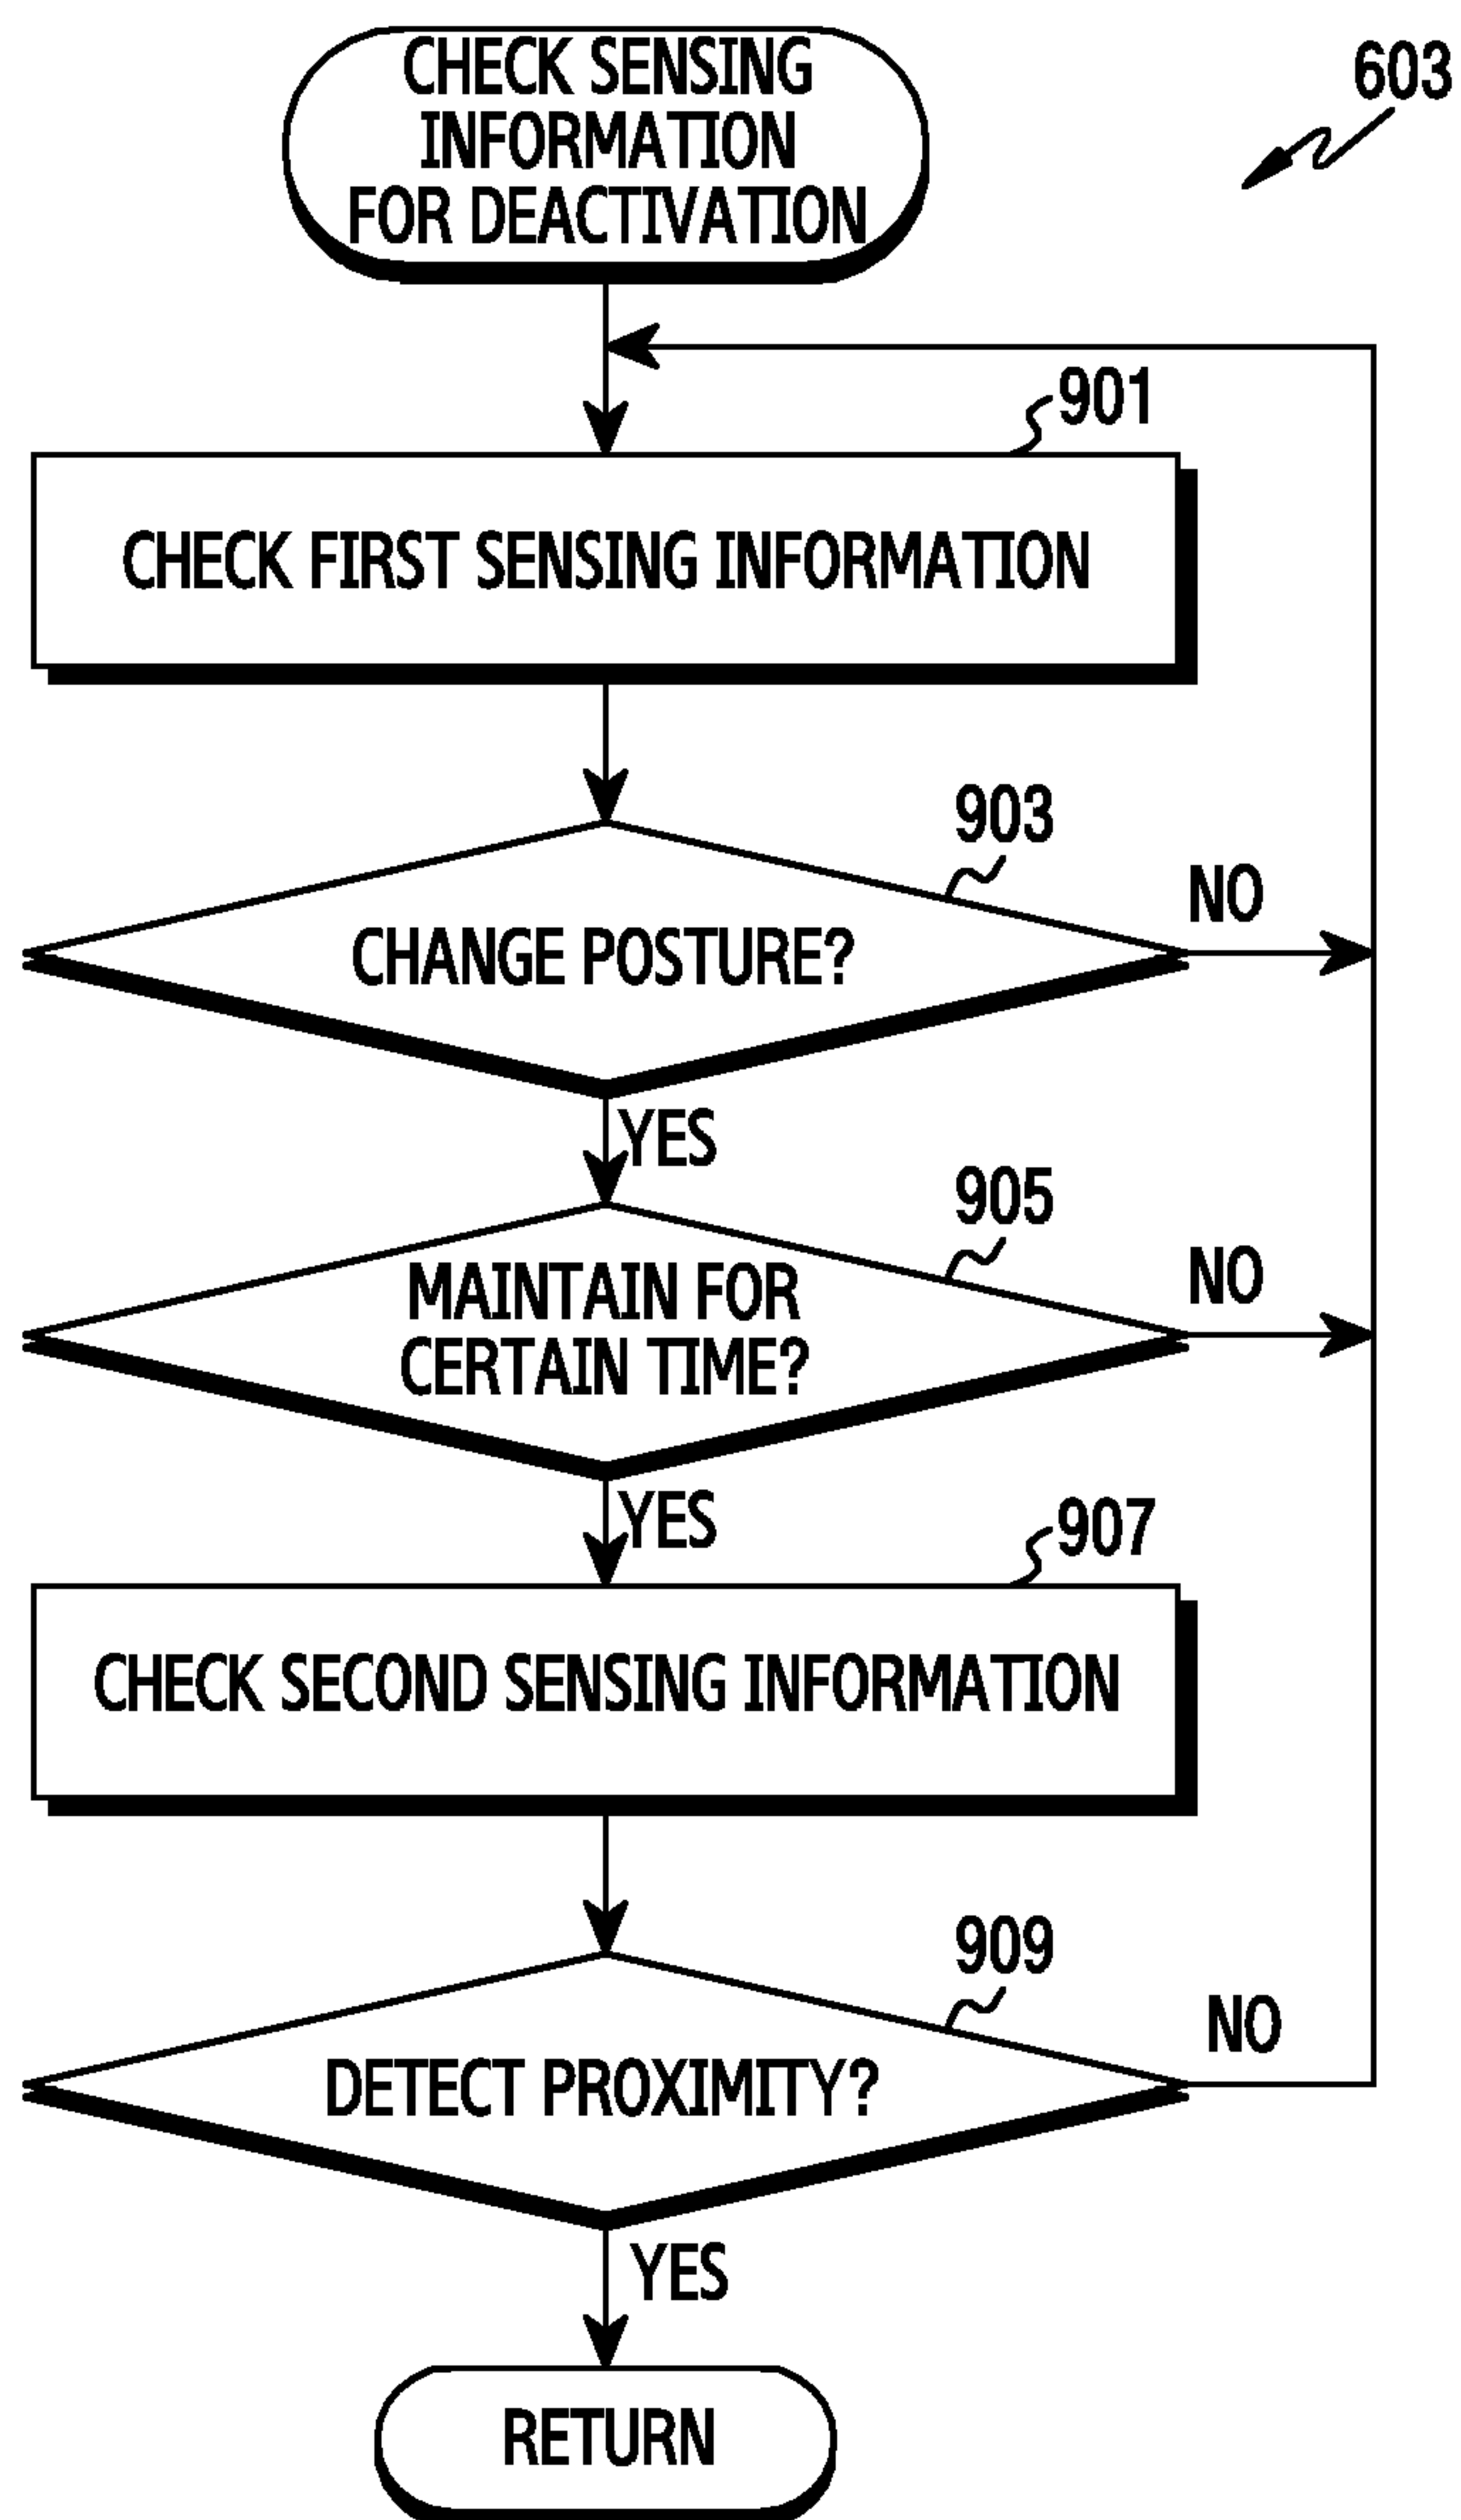 CHECK SENSING
INFORMATION
FOR DEACTIVATION
603
901
CHECK FIRST SENSING INFORMATION
903
CHANGE POSTURE?
NO
YES
905
MAINTAIN FOR
CERTAIN TIME?
NO
YES
907
CHECK SECOND SENSING INFORMATION
909
DETECT PROXIMITY?
NO
YES
RETURN